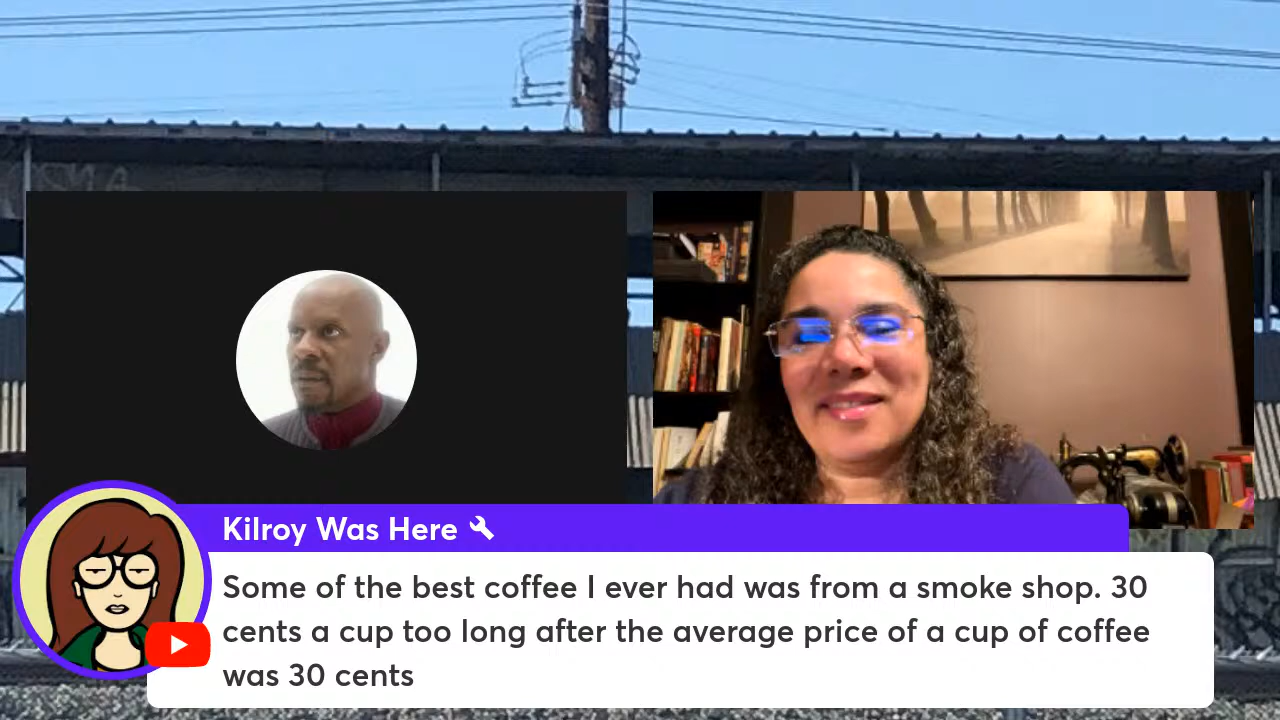 Kilroy Was Here
Some of the best coffee I ever had was from a smoke shop. 30
cents a cup too long after the average price of a cup of coffee
was 30 cents